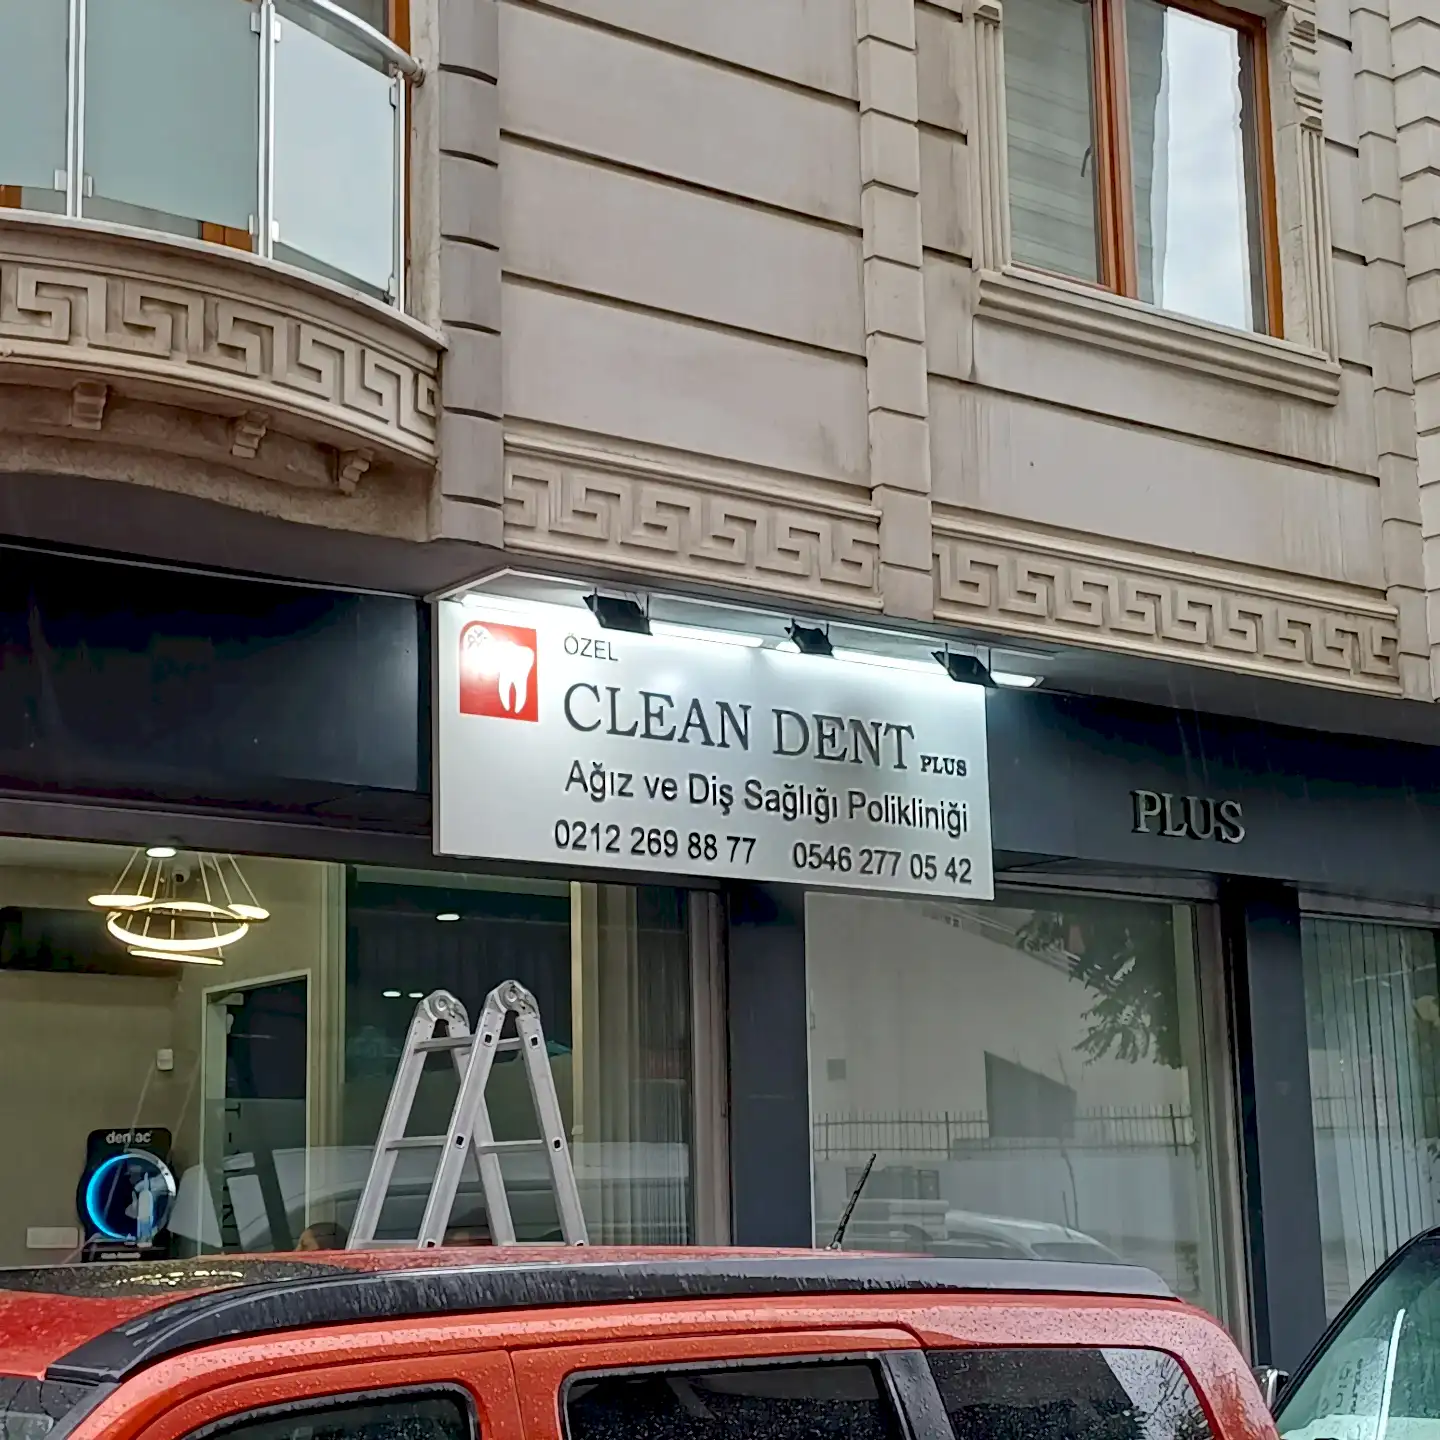 ÖZEL
CLEAN DENT PLUS
Ağız ve Diş Sağlığı Polikliniği
0212 269 88 77 0546 277 05 42
PLUS